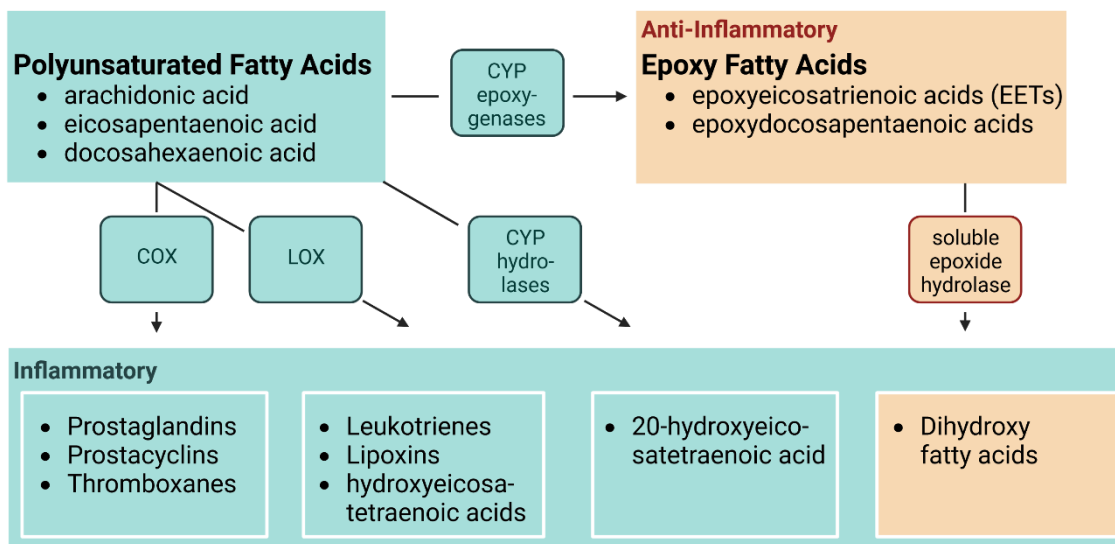 Polyunsaturated Fatty Acids
• arachidonic acid
• eicosapentaenoic acid
• docosahexaenoic acid
CYP
epoxy-
genases
Anti-Inflammatory
Epoxy Fatty Acids
• epoxyeicosatrienoic acids (EETs)
• epoxydocosapentaenoic acids
COX
LOX
CYP
hydro-
lases
soluble
epoxide
hydrolase
Inflammatory
• Prostaglandins
• Prostacyclins
• Thromboxanes
• Leukotrienes
• Lipoxins
• hydroxyeicosa-
tetraenoic acids
• 20-hydroxyeico-
satetraenoic acid
• Dihydroxy
fatty acids